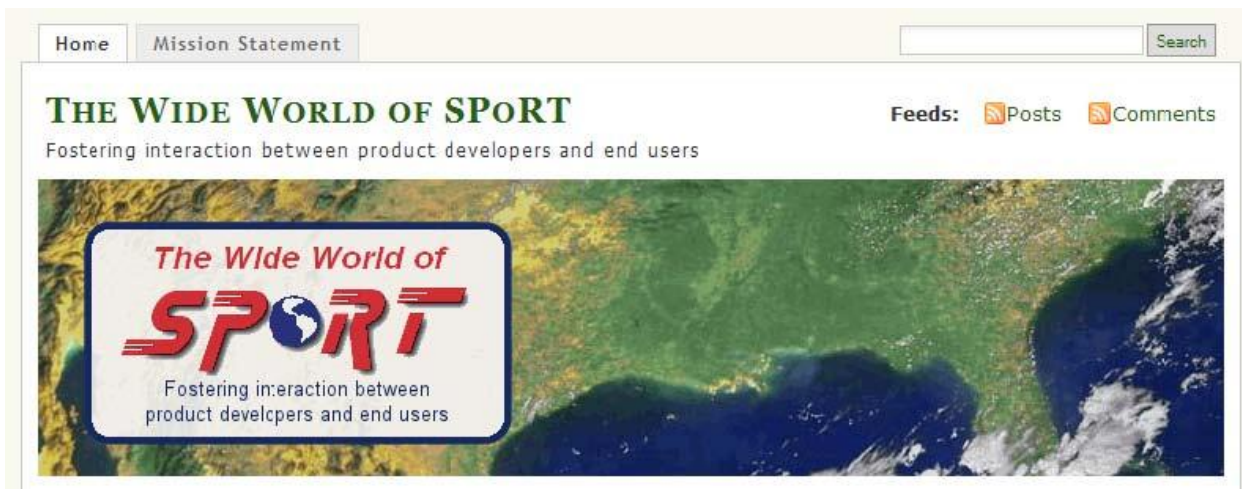 Home Mission Statement Search
THE WIDE WORLD OF SPoRT
Feeds: Posts Comments
Fostering interaction between product developers and end users
The Wide World of
SPoRT
Fostering interaction between
product developers and end users